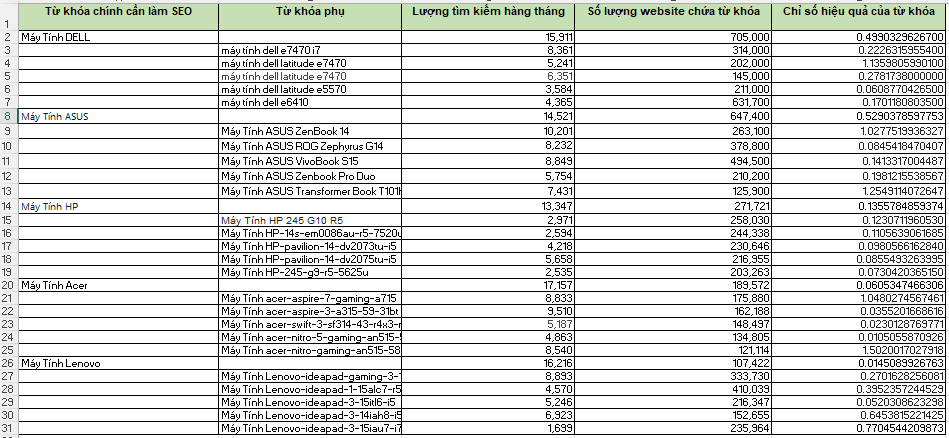 Từ khóa chính cần làm SEO Từ khóa phụ Lượng tìm kiếm hàng tháng Số lượng website chứa từ khóa Chỉ số hiệu quả của từ khóa
1
2 Máy Tính DELL 15,911 705,000 0.4990329626700
3 máy tính dell e7470 i7 8,361 314,000 0.2226315955400
4 máy tính dell latitude e7470 5,241 202,000 1.1359805990100
5 máy tính dell latitude e7470 6,351 145,000 0.2781738000000
6 máy tính dell latitude e5570 3,584 211,000 0.0608770426500
7 máy tính dell e6410 4,365 631,700 0.1701180803500
8 Máy Tính ASUS 14,521 647,400 0.5290378597753
9 Máy Tính ASUS ZenBook 14 10,201 263,100 1.0277519936327
10 Máy Tính ASUS ROG Zephyrus G14 8,232 378,800 0.0845418470407
11 Máy Tính ASUS VivoBook S15 8,849 494,500 0.1413317004487
12 Máy Tính ASUS Zenbook Pro Duo 5,754 210,200 0.1981215538567
13 Máy Tính ASUS Transformer Book T101H 7,431 125,900 1.2549114072647
14 Máy Tính HP 13,347 271,721 0.1355784859374
15 Máy Tính HP 245 G10 R5 2,971 258,030 0.1230711960530
16 Máy Tính HP-14s-em0086au-r5-7520u 2,594 244,338 0.1105639061685
17 Máy Tính HP-pavilion-14-dv2073tu-i5 4,218 230,646 0.0980566162840
18 Máy Tính HP-pavilion-14-dv2075tu-i5 5,658 216,955 0.0855493263995
19 Máy Tính HP-245-g9-r5-5625u 2,535 203,263 0.0730420365150
20 Máy Tính Acer 17,157 189,572 0.0605347466306
21 Máy Tính acer-aspire-7-gaming-a715 8,833 175,880 1.0480274567461
22 Máy Tính acer-aspire-3-a315-59-31bt 9,510 162,188 0.0355201668616
23 Máy Tính acer-swift-3-sf314-43-r4x3-r 5,187 148,497 0.0230128769771
24 Máy Tính acer-nitro-5-gaming-an515-5 4,863 134,805 0.0105055870926
25 Máy Tính acer-nitro-gaming-an515-58 8,540 121,114 1.5020017027918
26 Máy Tính Lenovo 16,216 107,422 0.0145089926763
27 Máy Tính Lenovo-ideapad-gaming-3-1 8,893 333,730 0.2701628256081
28 Máy Tính Lenovo-ideapad-1-15alc7-r5 4,570 410,039 0.3952357244529
29 Máy Tính Lenovo-ideapad-3-15itl6-i5 5,246 216,347 0.0520308623298
30 Máy Tính Lenovo-ideapad-3-14iah8-i5 6,923 152,655 0.6453815221425
31 Máy Tính Lenovo-ideapad-3-15iau7-i7 1,699 235,964 0.7704544209873